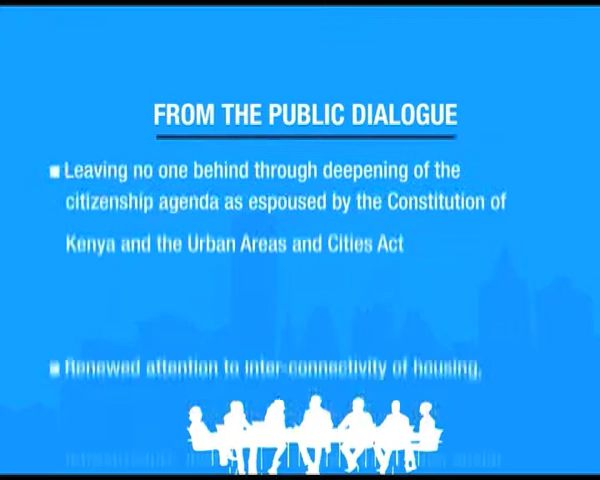 FROM THE PUBLIC DIALOGUE
Leaving no one behind through deepening of the
citizenship agenda as espoused by the Constitution of
Kenya and the Urban Areas and Cities Act
Renewed attention to inter-connectivity of housing,